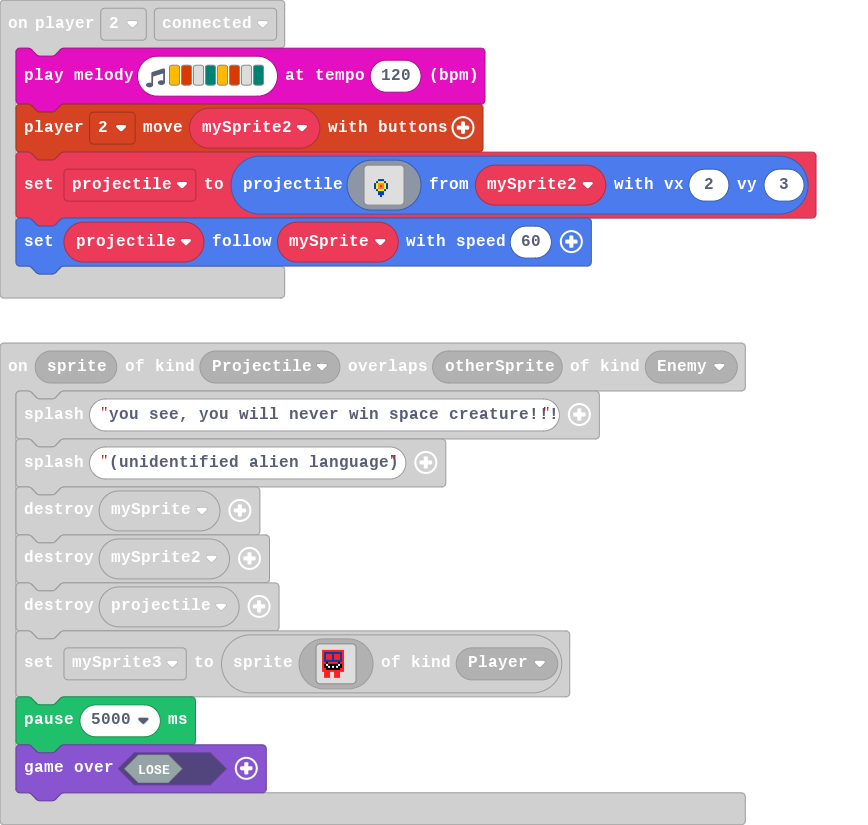 on player 2 connected
play melody at tempo 120 (bpm)
player 2 move mySprite2 with buttons
set projectile to projectile from mySprite2 with vx 2 vy 3
set projectile follow mySprite with speed 60
on sprite of kind Projectile overlaps otherSprite of kind Enemy
splash "you see, you will never win space creature!!!"
splash "(unidentified alien language)"
destroy mySprite
destroy mySprite2
destroy projectile
set mySprite3 to sprite of kind Player
pause 5000 ms
game over LOSE